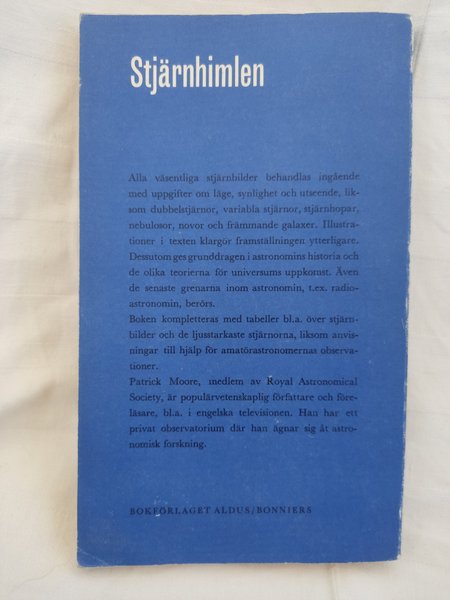 Stjärnhimlen
Alla väsentliga stjärnbilder behandlas ingående
med uppgifter om läge, synlighet och utseende, lik-
som dubbelstjärnor, variabla stjärnor, stjärnhopar,
nebulosor, novor och främmande galaxer. Illustra-
tioner i texten klargör framställningen ytterligare.
Dessutom ges grunddragen i astronomins historia och
de olika teorierna för universums uppkomst. Även
de senaste grenarna inom astronomin, t.ex. radio-
astronomin, berörs.
Boken kompletteras med tabeller bl.a. över stjärn-
bilder och de ljusstarkaste stjärnorna, liksom anvis-
ningar till hjälp för amatörastronomernas observa-
tioner.
Patrick Moore, medlem av Royal Astronomical
Society, är populärvetenskaplig författare och före-
läsare, bl.a. i engelska televisionen. Han har ett
privat observatorium där han ägnar sig åt astro-
nomisk forskning.
BOKFÖRLAGET ALDUS/BONNIERS